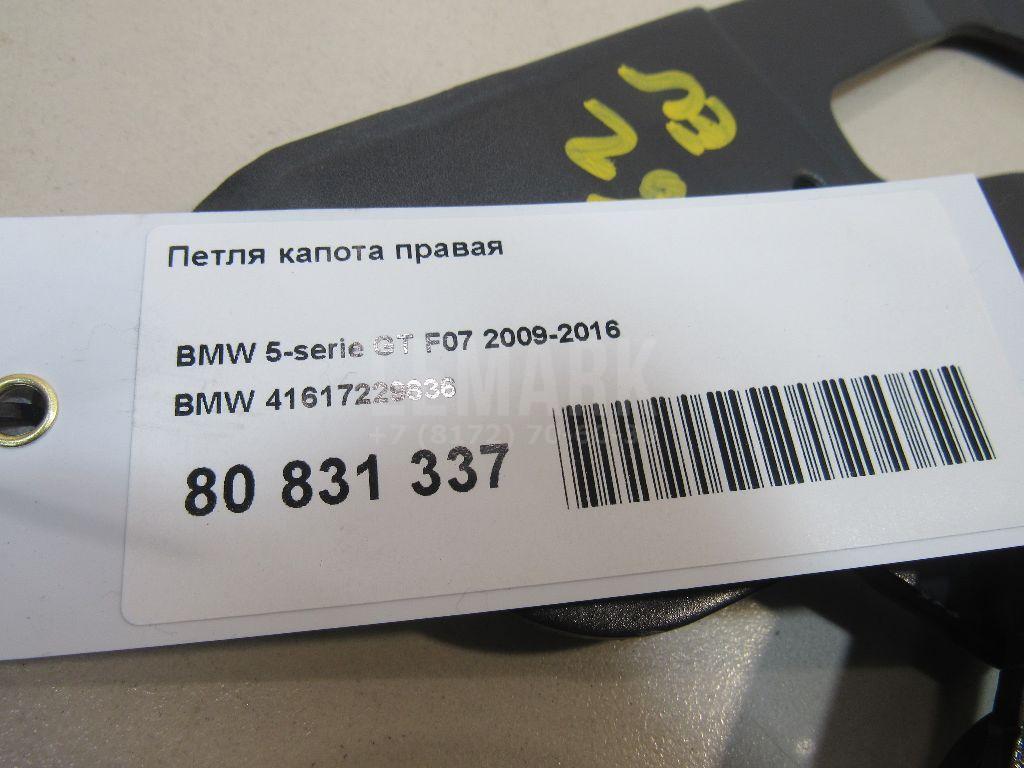 Петля капота правая
BMW 5-serie GT F07 2009-2016
BMW 41617229636
80 831 337